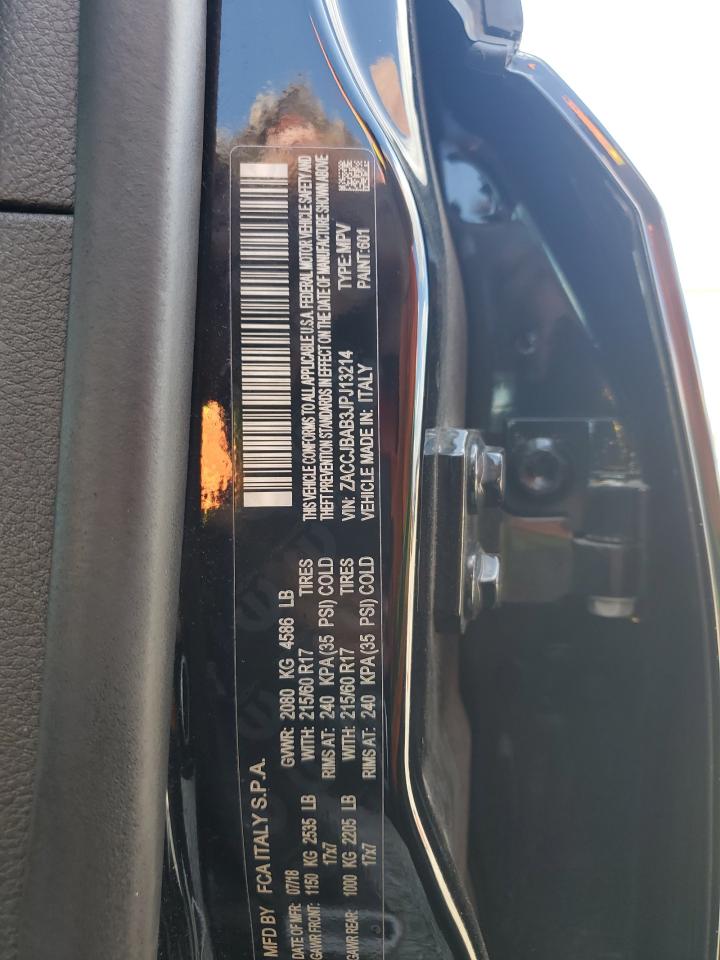 MFD BY FCA ITALY S.P.A.
DATE OF MFR: 07/18 GVWR: 2080 KG 4586 LB
GAWR FRONT: 1150 KG 2535 LB WITH: 215/60 R17 TIRES
17x7 RIMS AT: 240 KPA (35 PSI) COLD
GAWR REAR: 1000 KG 2205 LB WITH: 215/60 R17 TIRES
17x7 RIMS AT: 240 KPA (35 PSI) COLD
THIS VEHICLE CONFORMS TO ALL APPLICABLE U.S.A. FEDERAL MOTOR VEHICLE SAFETY AND
THEFT PREVENTION STANDARDS IN EFFECT ON THE DATE OF MANUFACTURE SHOWN ABOVE
VIN: ZACCJBAB3JPJ13214 TYPE: MPV
VEHICLE MADE IN: ITALY PAINT: 601